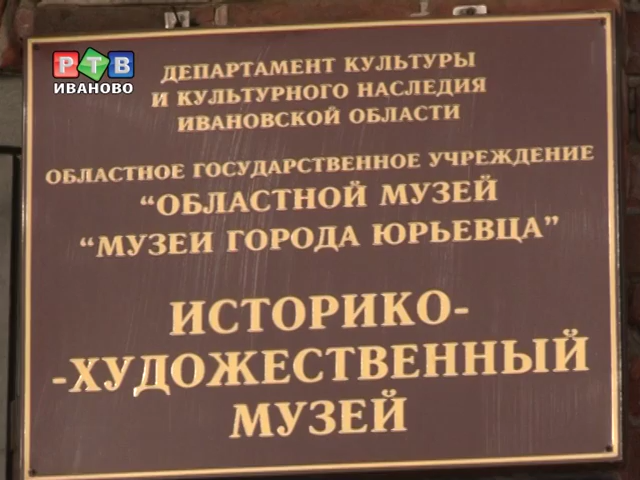 РТВ
ИВАНОВО
ДЕПАРТАМЕНТ КУЛЬТУРЫ
И КУЛЬТУРНОГО НАСЛЕДИЯ
ИВАНОВСКОЙ ОБЛАСТИ
ОБЛАСТНОЕ ГОСУДАРСТВЕННОЕ УЧРЕЖДЕНИЕ
“ОБЛАСТНОЙ МУЗЕЙ
“МУЗЕИ ГОРОДА ЮРЬЕВЦА”
ИСТОРИКО-
-ХУДОЖЕСТВЕННЫЙ
МУЗЕЙ